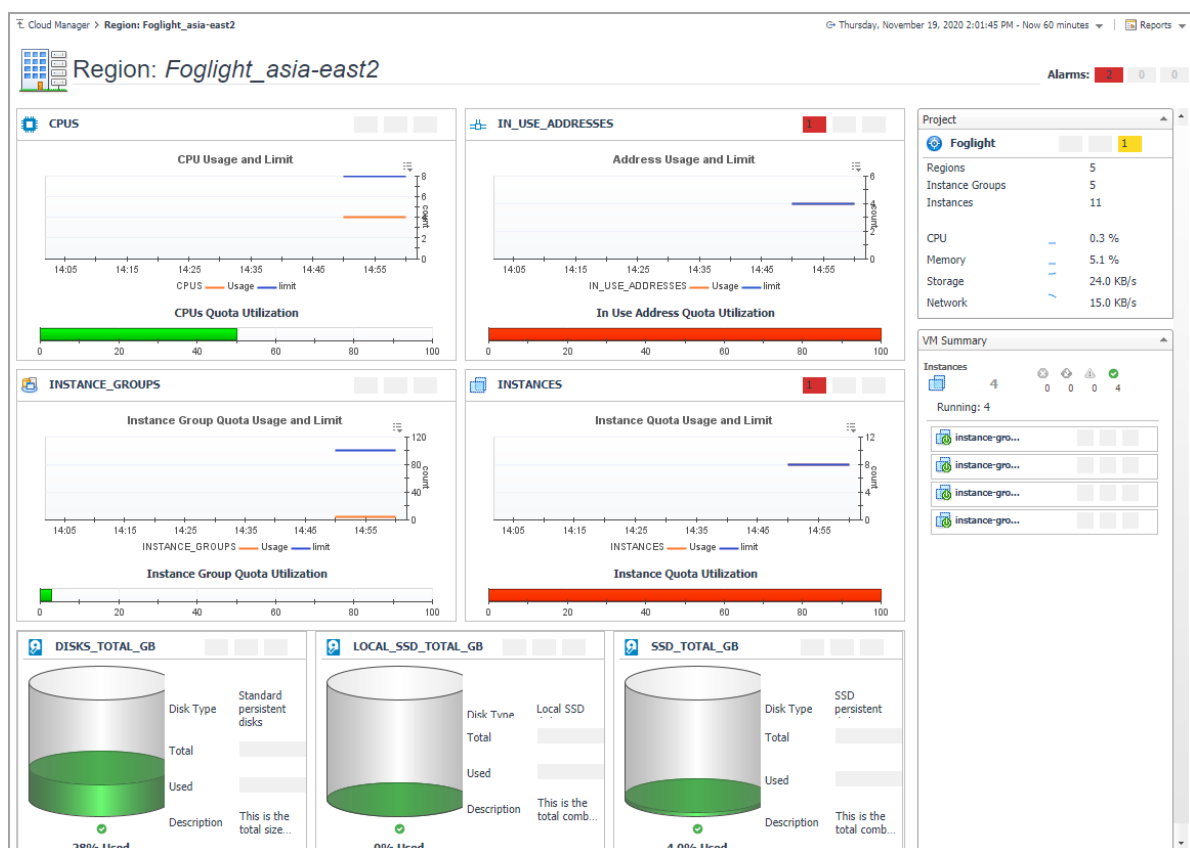 Cloud Manager > Region: Foglight_asia-east2
Thursday, November 19, 2020 2:01:45 PM - Now 60 minutes
Reports
Region: Foglight_asia-east2
Alarms: 2 0 0
CPUS
CPU Usage and Limit
8
6
4
2
0
count
14:05 14:15 14:25 14:35 14:45 14:55
CPUS Usage limit
CPUs Quota Utilization
0 20 40 60 80 100
IN_USE_ADDRESSES
1
Address Usage and Limit
6
4
2
0
count
14:05 14:15 14:25 14:35 14:45 14:55
IN_USE_ADDRESSES Usage limit
In Use Address Quota Utilization
0 20 40 60 80 100
INSTANCE_GROUPS
Instance Group Quota Usage and Limit
120
80
40
0
count
14:05 14:15 14:25 14:35 14:45 14:55
INSTANCE_GROUPS Usage limit
Instance Group Quota Utilization
0 20 40 60 80 100
INSTANCES
1
Instance Quota Usage and Limit
12
8
4
0
count
14:05 14:15 14:25 14:35 14:45 14:55
INSTANCES Usage limit
Instance Quota Utilization
0 20 40 60 80 100
DISKS_TOTAL_GB
Disk Type
Standard
persistent
disks
Total
Used
Description
This is the
total size...
28% Used
LOCAL_SSD_TOTAL_GB
Disk Type
Local SSD
Total
Used
Description
This is the
total comb...
0% Used
SSD_TOTAL_GB
Disk Type
SSD
persistent
Total
Used
Description
This is the
total comb...
4.0% Used
Project
Foglight
1
Regions 5
Instance Groups 5
Instances 11
CPU 0.3 %
Memory 5.1 %
Storage 24.0 KB/s
Network 15.0 KB/s
VM Summary
Instances
4
0 0 0 4
Running: 4
instance-gro...
instance-gro...
instance-gro...
instance-gro...